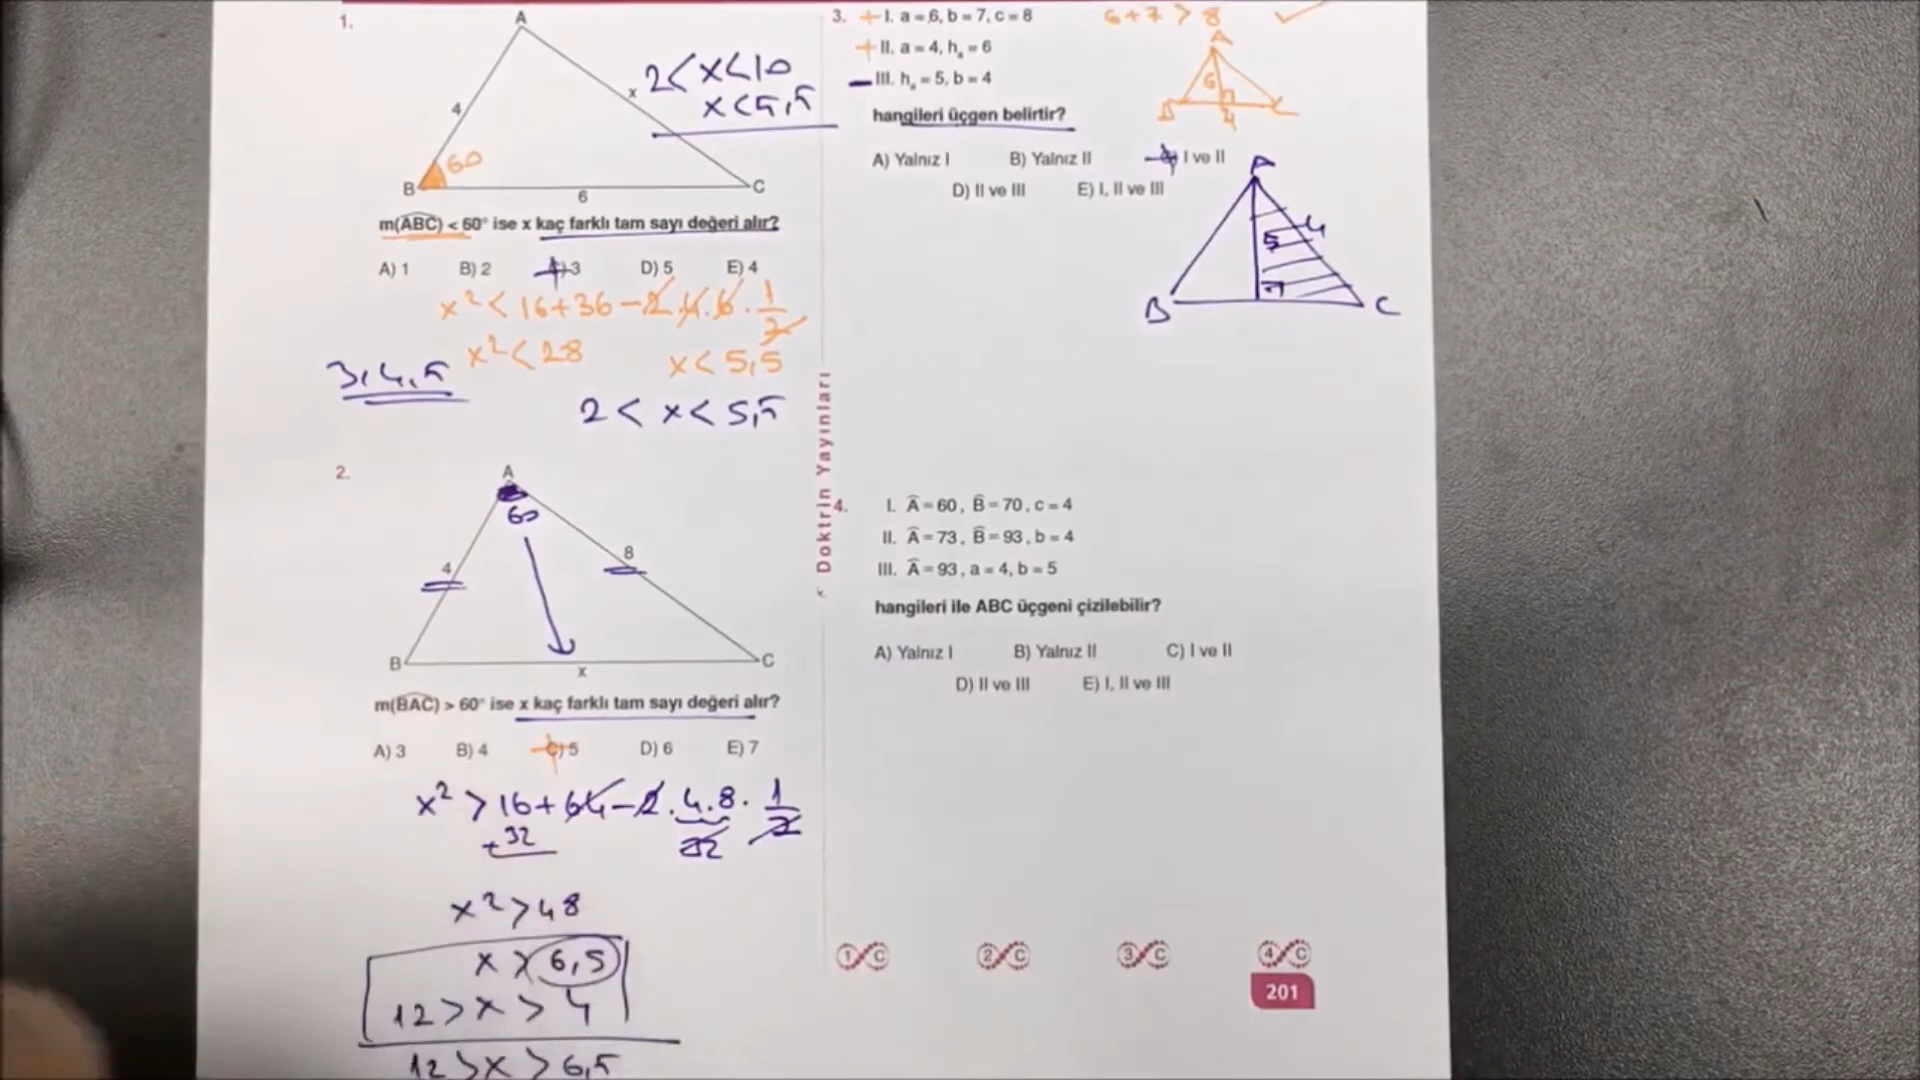 1.
A
4
x
2<x<10
x<5,5
60
B
6
C
m(ABC) < 60° ise x kaç farklı tam sayı değeri alır?
A) 1 B) 2 C) 3 D) 5 E) 4
x² < 16+36-2.4.6.1/2
x² < 28 x < 5,5
3,4,5
2 < x < 5,5
2.
A
60
4
8
B
x
C
m(BAC) > 60° ise x kaç farklı tam sayı değeri alır?
A) 3 B) 4 C) 5 D) 6 E) 7
x² > 16+64-2.4.8.1/2
+32
32
x² > 48
x > 6,5
12 > x > 4
12 > x > 6,5
Doktrin Yayınları
3. + I. a = 6, b = 7, c = 8
6+7 > 8 ✓
+ II. a = 4, hₐ = 6
- III. hₐ = 5, b = 4
A
6
B
4
C
hangileri üçgen belirtir?
A) Yalnız I B) Yalnız II C) I ve II
D) II ve III E) I, II ve III
A
5
4
B
C
4. I. A = 60, B = 70, c = 4
II. A = 73, B = 93, b = 4
III. A = 93, a = 4, b = 5
hangileri ile ABC üçgeni çizilebilir?
A) Yalnız I B) Yalnız II C) I ve II
D) II ve III E) I, II ve III
1 C 2 C 3 C 4 C
201